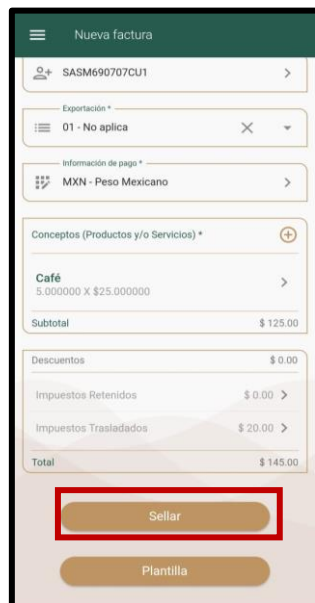 Nueva factura
SASM690707CU1
Exportación *
01 - No aplica
Información de pago *
MXN - Peso Mexicano
Conceptos (Productos y/o Servicios) *
Café
5.000000 X $25.000000
Subtotal $ 125.00
Descuentos $ 0.00
Impuestos Retenidos $ 0.00
Impuestos Trasladados $ 20.00
Total $ 145.00
Sellar
Plantilla